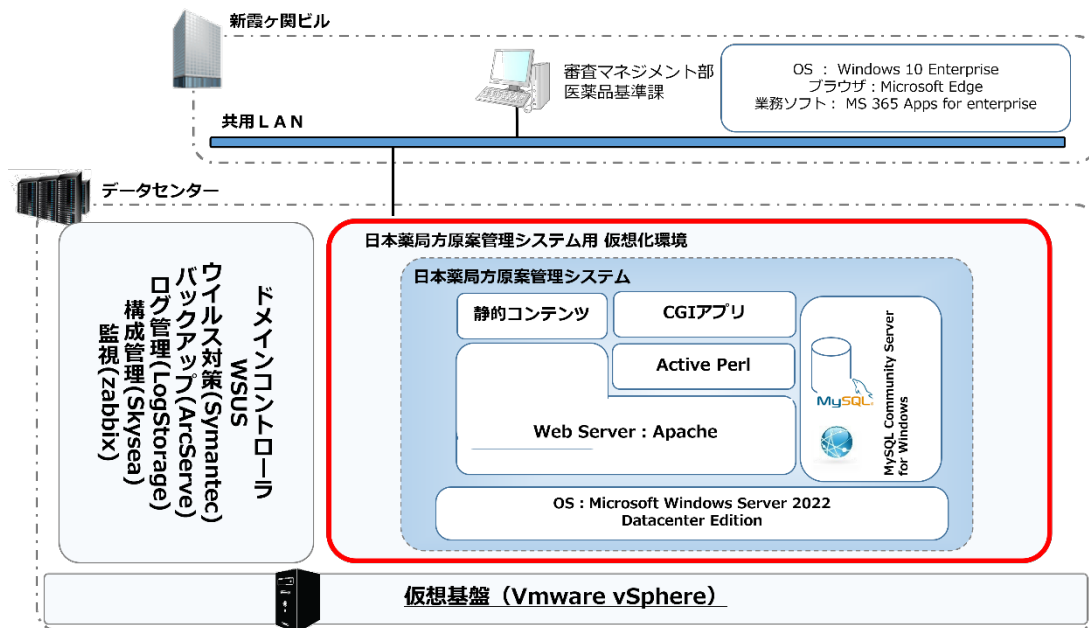 新霞ヶ関ビル
審査マネジメント部
医薬品基準課
OS ： Windows 10 Enterprise
ブラウザ：Microsoft Edge
業務ソフト： MS 365 Apps for enterprise
共用ＬＡＮ
データセンター
ドメインコントローラ
WSUS
ウイルス対策(Symantec)
バックアップ(ArcServe)
ログ管理(LogStorage)
構成管理(Skysea)
監視(zabbix)
日本薬局方原案管理システム用 仮想化環境
日本薬局方原案管理システム
静的コンテンツ
CGIアプリ
Active Perl
Web Server：Apache
MySQL
MySQL Community Server
for Windows
OS：Microsoft Windows Server 2022
Datacenter Edition
仮想基盤（Vmware vSphere）